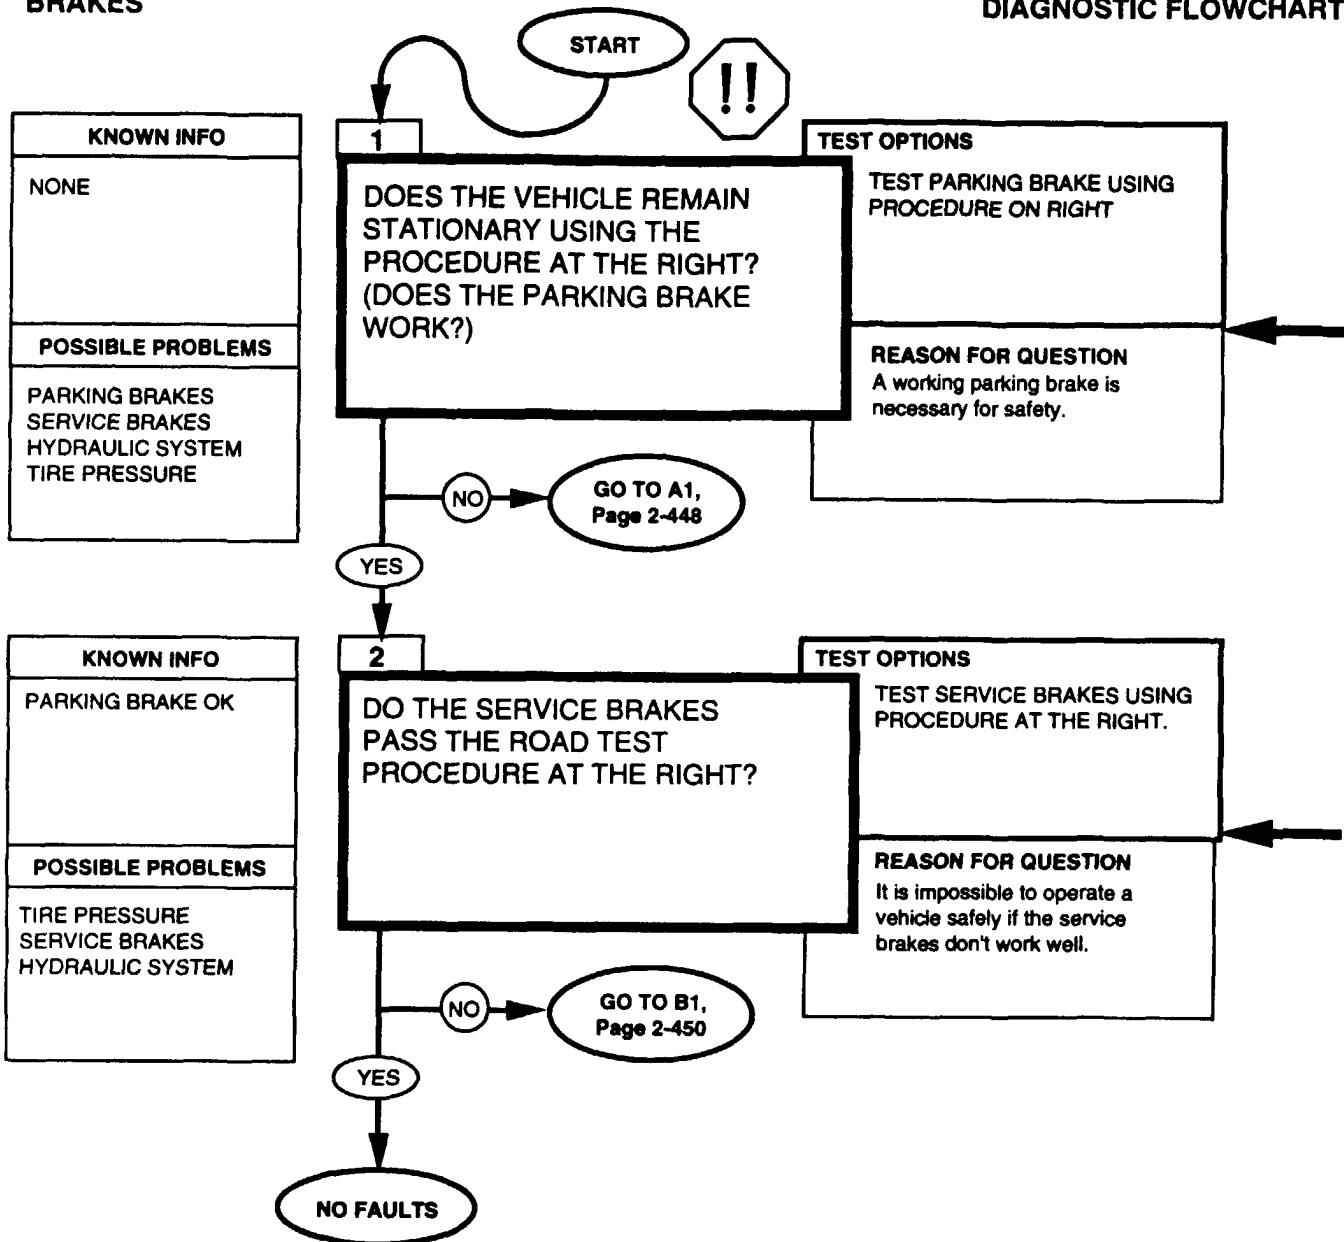 BRAKES
DIAGNOSTIC FLOWCHART
START
!!
KNOWN INFO
NONE
POSSIBLE PROBLEMS
PARKING BRAKES
SERVICE BRAKES
HYDRAULIC SYSTEM
TIRE PRESSURE
1
DOES THE VEHICLE REMAIN
STATIONARY USING THE
PROCEDURE AT THE RIGHT?
(DOES THE PARKING BRAKE
WORK?)
TEST OPTIONS
TEST PARKING BRAKE USING
PROCEDURE ON RIGHT
REASON FOR QUESTION
A working parking brake is
necessary for safety.
NO
GO TO A1,
Page 2-448
YES
KNOWN INFO
PARKING BRAKE OK
POSSIBLE PROBLEMS
TIRE PRESSURE
SERVICE BRAKES
HYDRAULIC SYSTEM
2
DO THE SERVICE BRAKES
PASS THE ROAD TEST
PROCEDURE AT THE RIGHT?
TEST OPTIONS
TEST SERVICE BRAKES USING
PROCEDURE AT THE RIGHT.
REASON FOR QUESTION
It is impossible to operate a
vehicle safely if the service
brakes don't work well.
NO
GO TO B1,
Page 2-450
YES
NO FAULTS